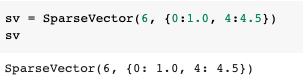 sv = SparseVector(6, {0:1.0, 4:4.5})
sv
SparseVector(6, {0: 1.0, 4: 4.5})